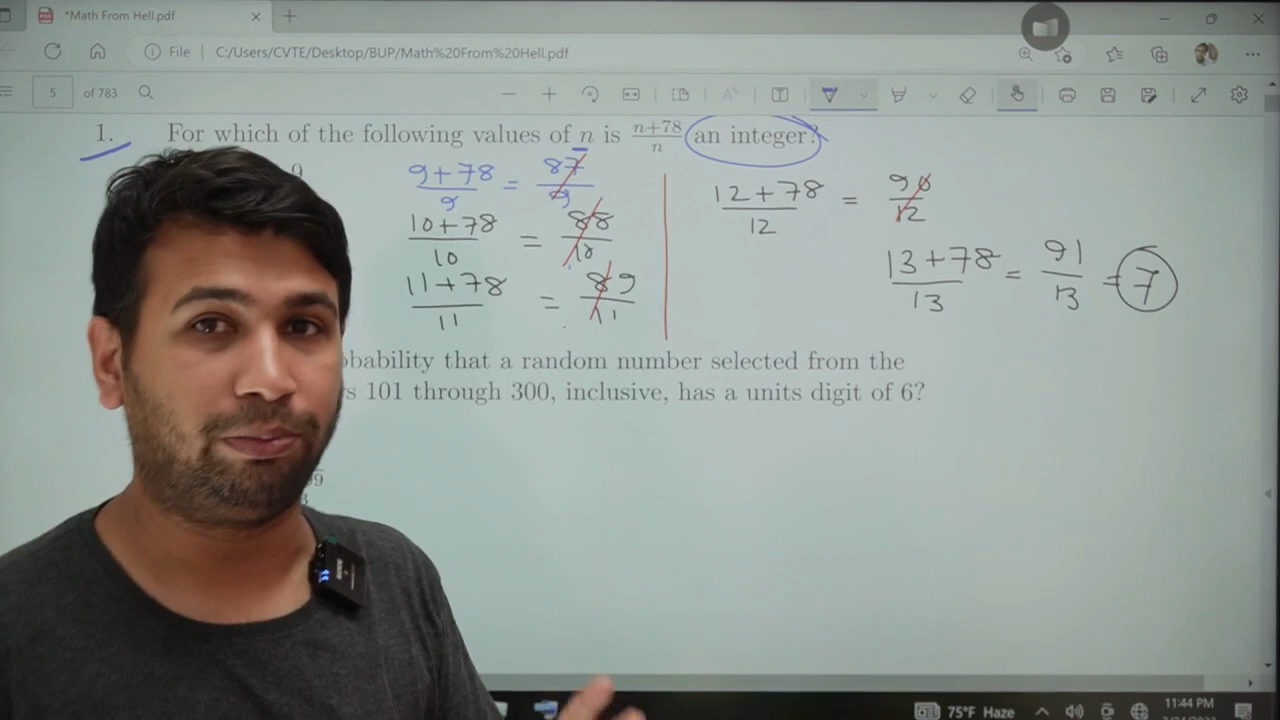 *Math From Hell.pdf
File C:/Users/CVTE/Desktop/BUP/Math%20From%20Hell.pdf
5 of 783
1. For which of the following values of n is (n+78)/n an integer?
9
(9+78)/9 = 87/9
(10+78)/10 = 88/10
(11+78)/11 = 89/11
(12+78)/12 = 90/12
(13+78)/13 = 91/13 = 7
that a random number selected from the
101 through 300, inclusive, has a units digit of 6?
75°F Haze
11:44 PM